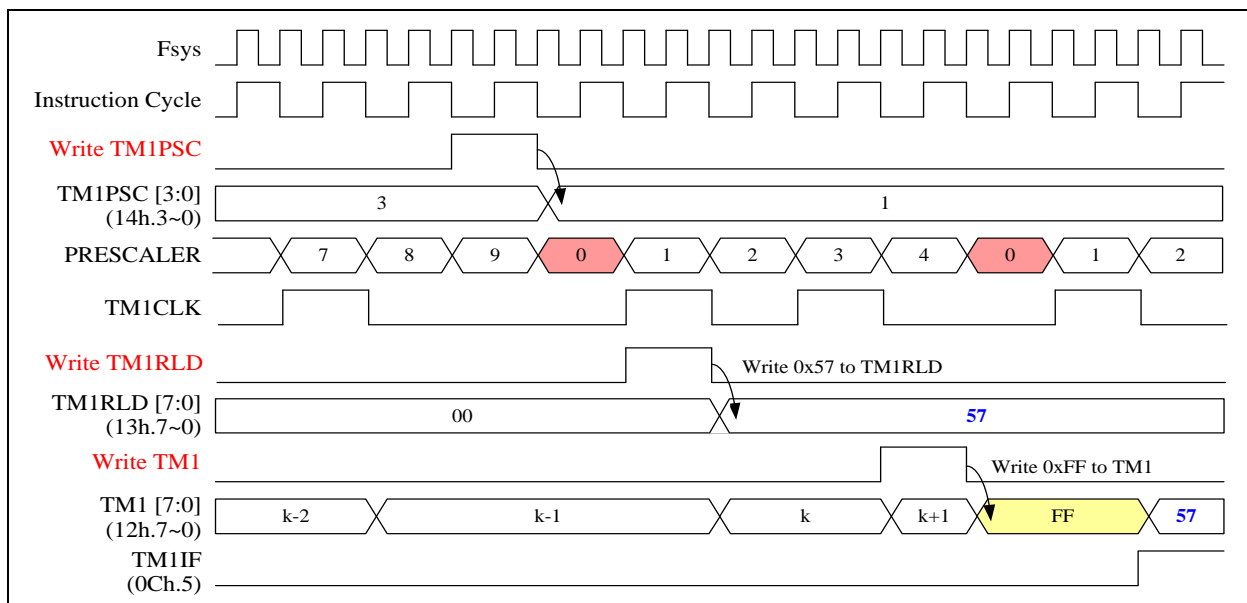 Fsys
Instruction Cycle
Write TM1PSC
TM1PSC [3:0]
(14h.3~0)
3
1
PRESCALER
7 8 9 0 1 2 3 4 0 1 2
TM1CLK
Write TM1RLD
Write 0x57 to TM1RLD
TM1RLD [7:0]
(13h.7~0)
00
57
Write TM1
Write 0xFF to TM1
TM1 [7:0]
(12h.7~0)
k-2 k-1 k k+1 FF 57
TM1IF
(0Ch.5)